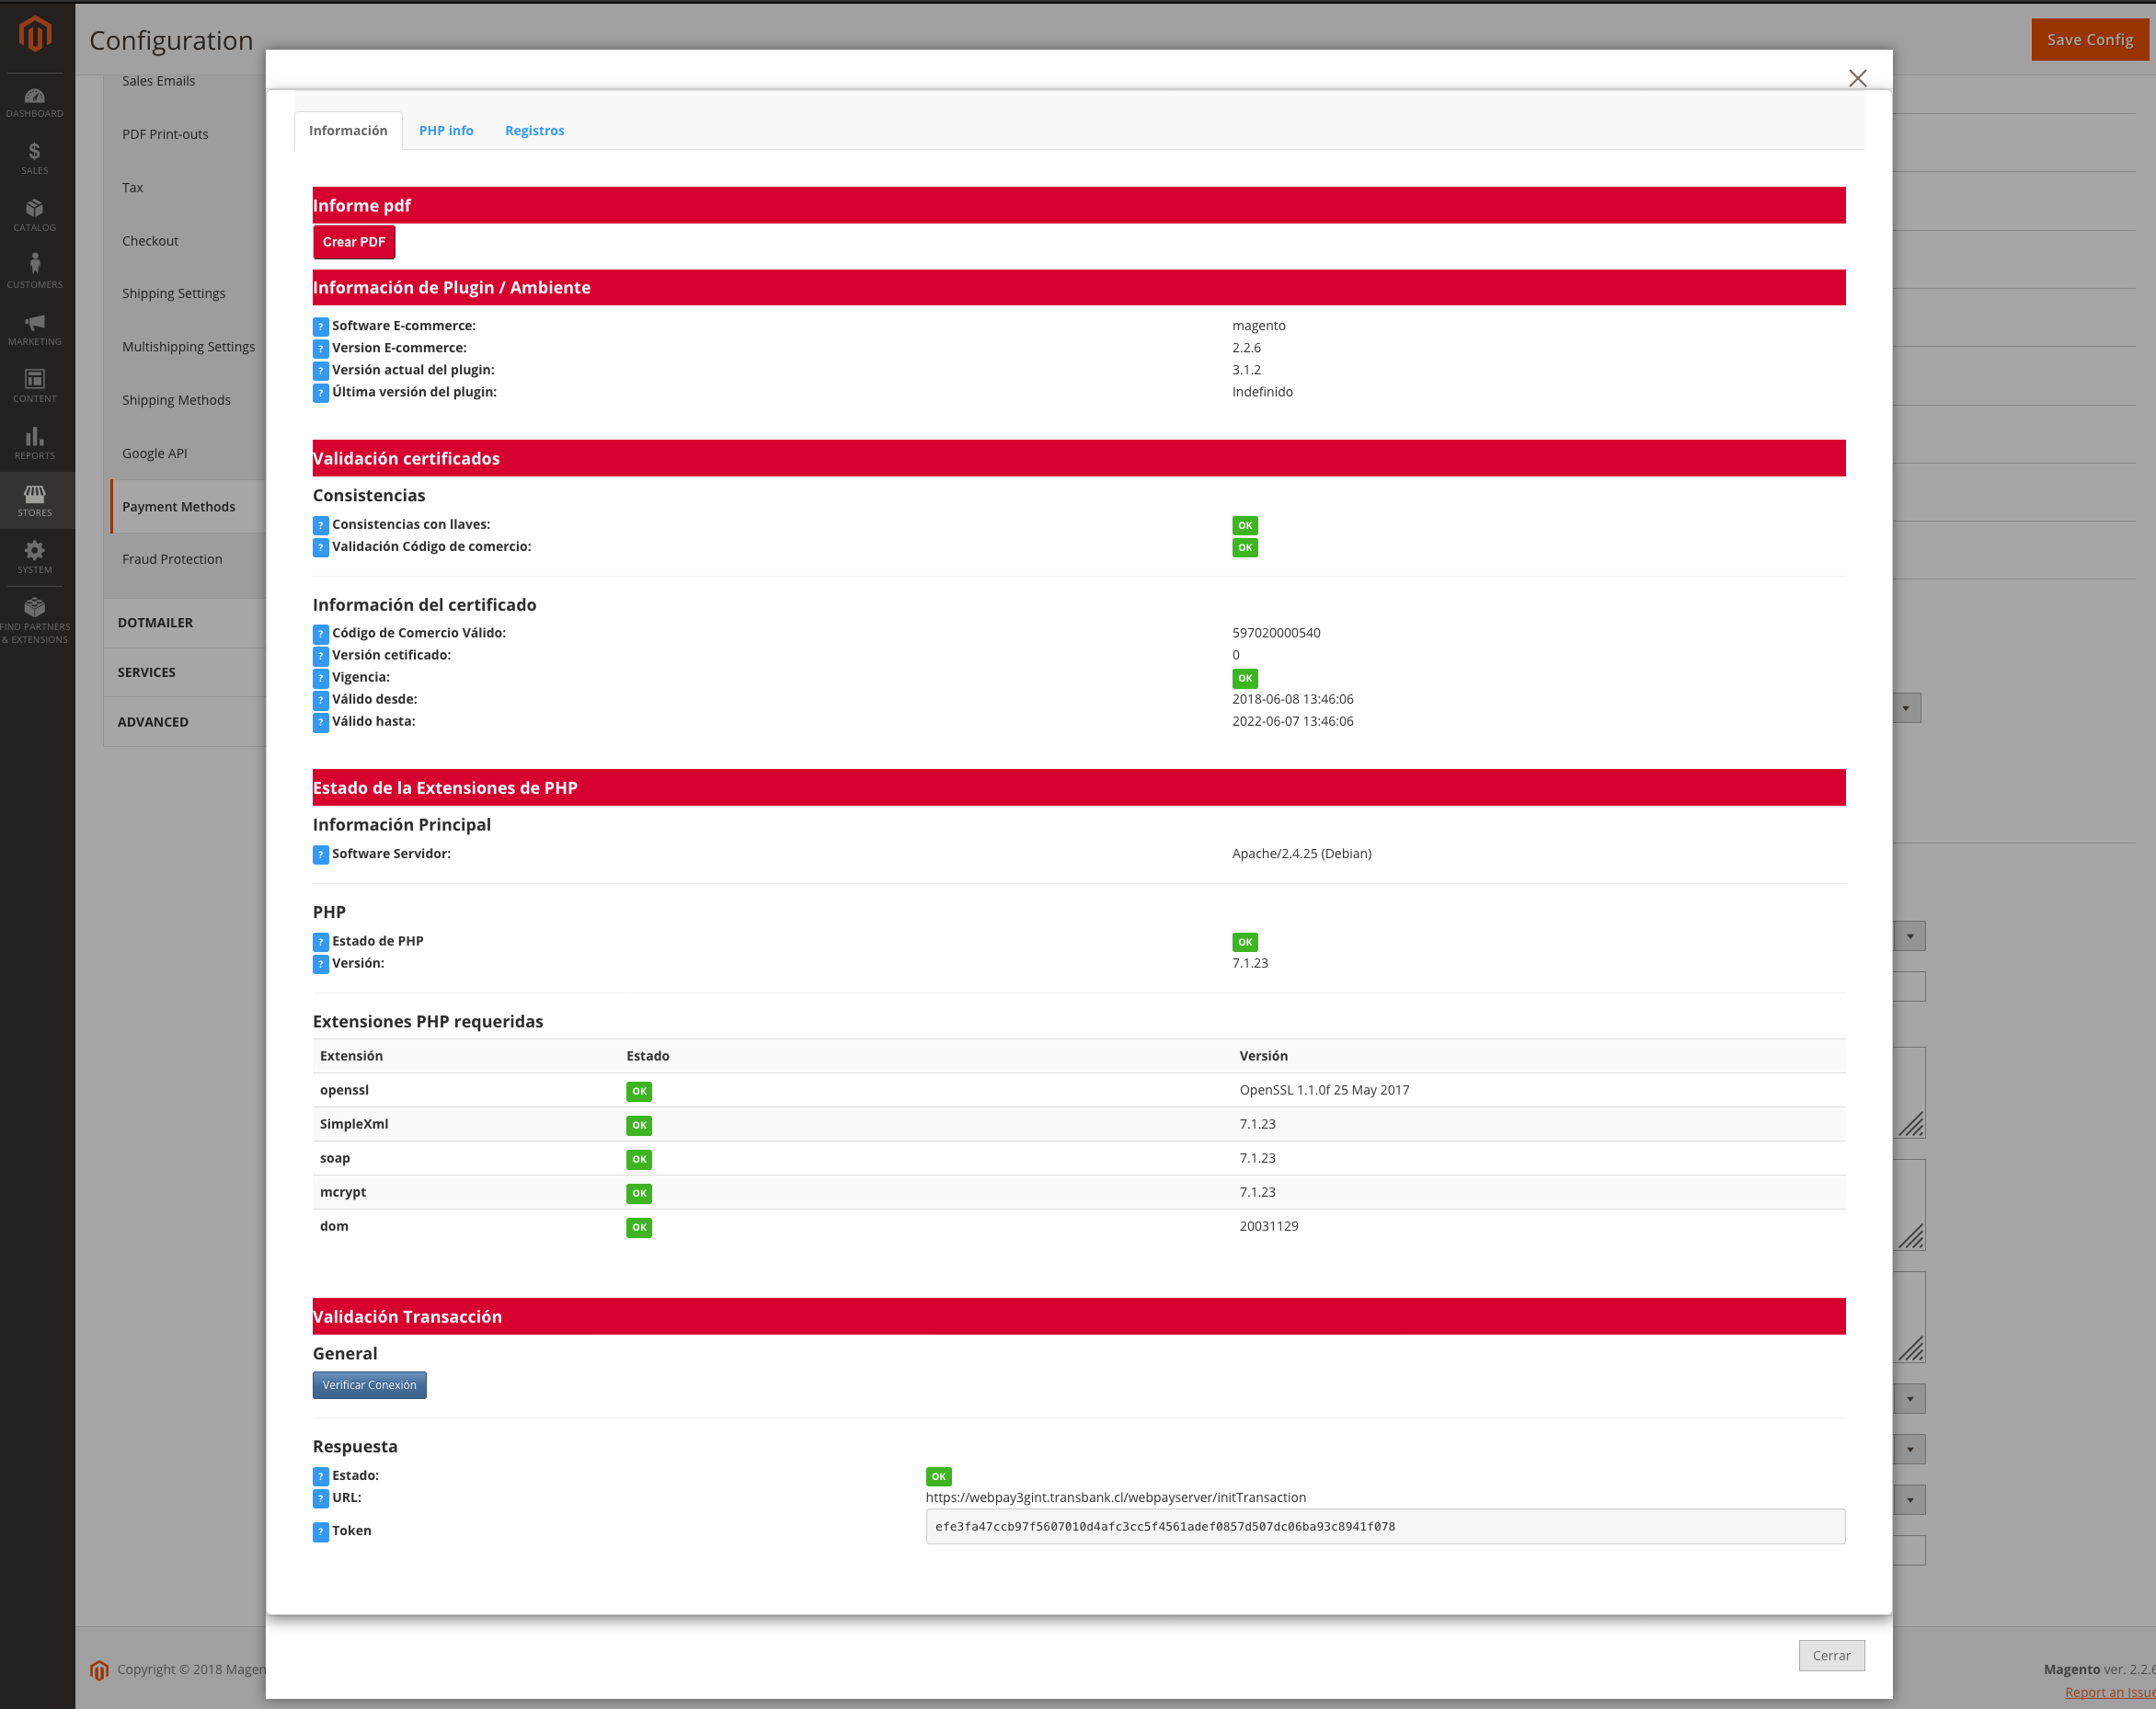 Configuration
Save Config
DASHBOARD
SALES
CATALOG
CUSTOMERS
MARKETING
CONTENT
REPORTS
STORES
SYSTEM
FIND PARTNERS
& EXTENSIONS
Sales Emails
PDF Print-outs
Tax
Checkout
Shipping Settings
Multishipping Settings
Shipping Methods
Google API
Payment Methods
Fraud Protection
DOTMAILER
SERVICES
ADVANCED
Información PHP info Registros
Informe pdf
Crear PDF
Información de Plugin / Ambiente
? Software E-commerce: magento
? Version E-commerce: 2.2.6
? Versión actual del plugin: 3.1.2
? Última versión del plugin: Indefinido
Validación certificados
Consistencias
? Consistencias con llaves: OK
? Validación Código de comercio: OK
Información del certificado
? Código de Comercio Válido: 597020000540
? Versión cetificado: 0
? Vigencia: OK
? Válido desde: 2018-06-08 13:46:06
? Válido hasta: 2022-06-07 13:46:06
Estado de la Extensiones de PHP
Información Principal
? Software Servidor: Apache/2.4.25 (Debian)
PHP
? Estado de PHP OK
? Versión: 7.1.23
Extensiones PHP requeridas
Extensión Estado Versión
openssl OK OpenSSL 1.1.0f 25 May 2017
SimpleXml OK 7.1.23
soap OK 7.1.23
mcrypt OK 7.1.23
dom OK 20031129
Validación Transacción
General
Verificar Conexión
Respuesta
? Estado: OK
? URL: https://webpay3gint.transbank.cl/webpayserver/initTransaction
? Token efe3fa47ccb97f5607010d4afc3cc5f4561adef0857d507dc06ba93c8941f078
Cerrar
Copyright © 2018 Magen
Magento ver. 2.2.6
Report an Issue